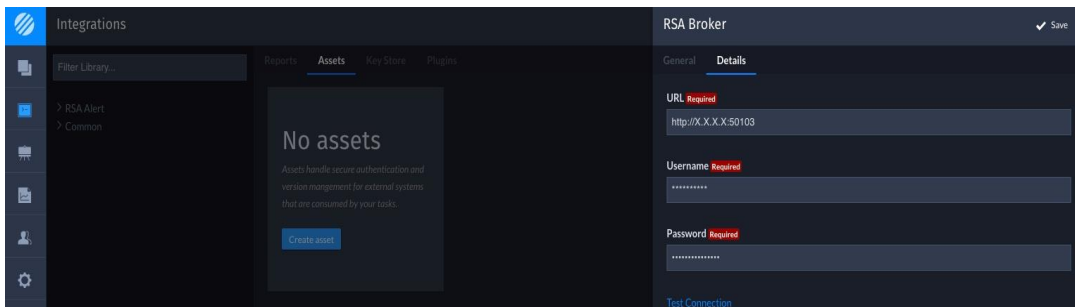 Integrations
RSA Broker
Save
Filter Library...
Reports Assets Key Store Plugins
General Details
RSA Alert
Common
No assets
Assets handle secure authentication and
version mangement for external systems
that are consumed by your tasks.
Create asset
URL Required
http://X.X.X.X:50103
Username Required
**********
Password Required
***************
Test Connection